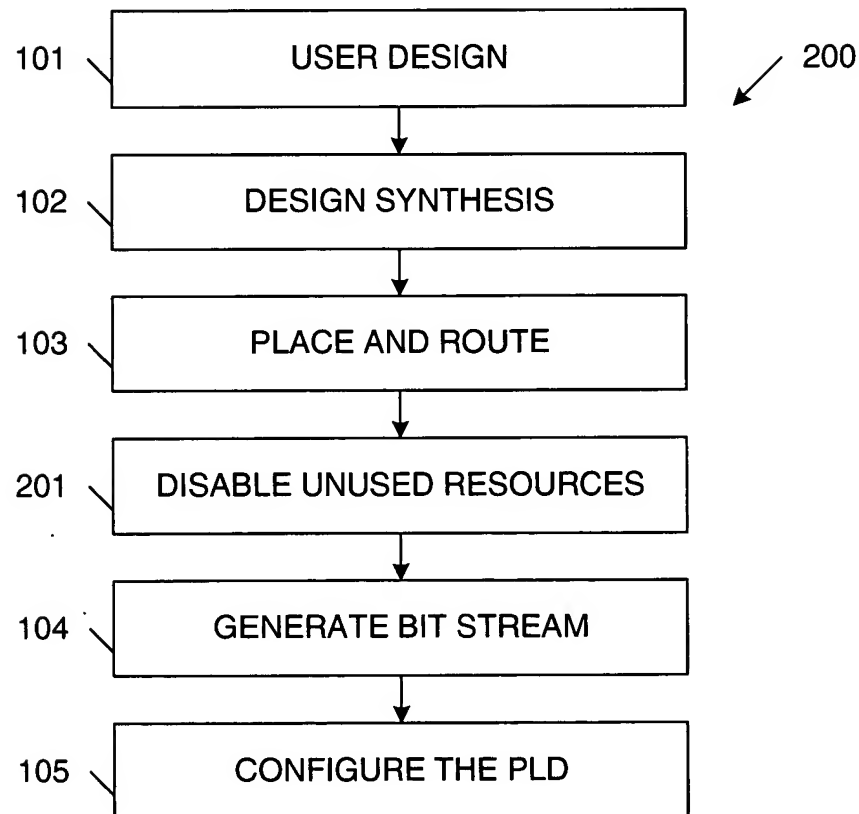 101 USER DESIGN 200
102 DESIGN SYNTHESIS
103 PLACE AND ROUTE
201 DISABLE UNUSED RESOURCES
104 GENERATE BIT STREAM
105 CONFIGURE THE PLD